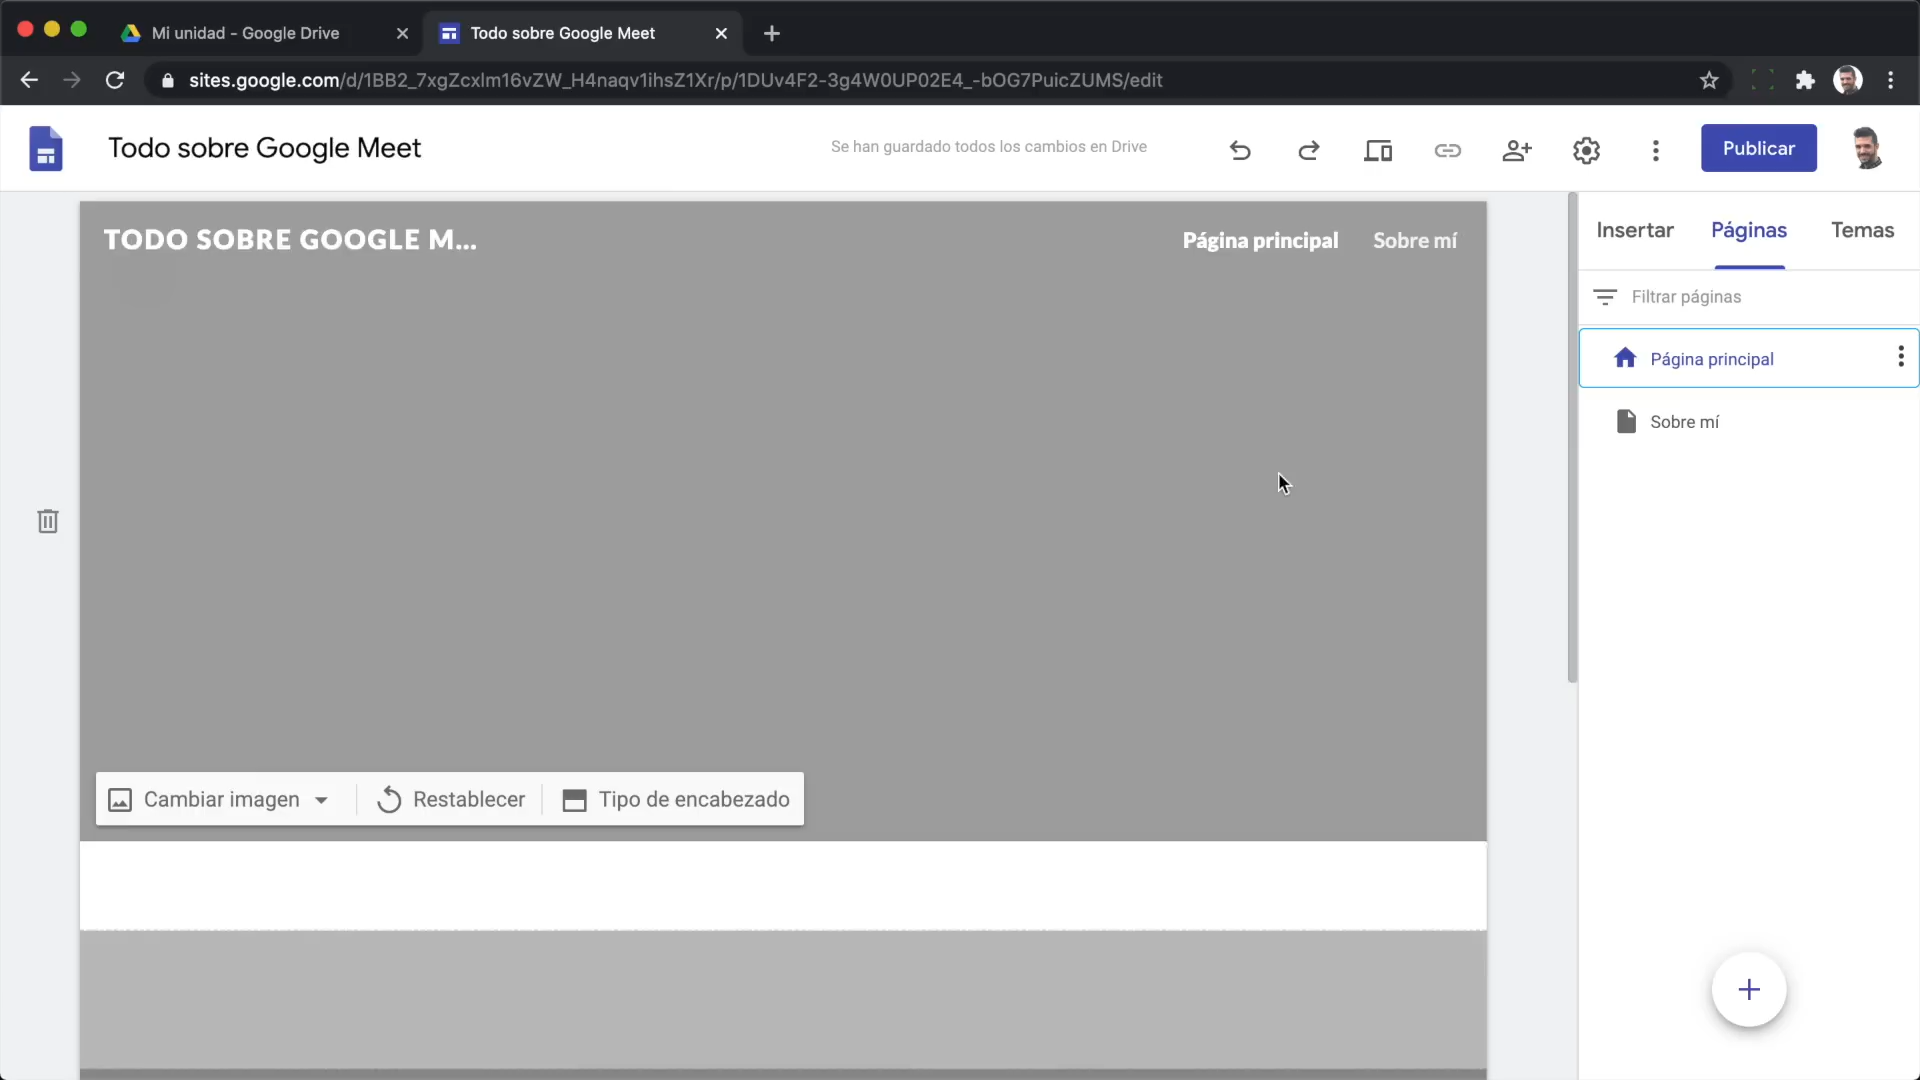 Mi unidad - Google Drive
Todo sobre Google Meet
sites.google.com/d/1BB2_7xgZcxlm16vZW_H4naqv1ihsZ1Xr/p/1DUv4F2-3g4W0UP02E4_-bOG7PuicZUMS/edit
Todo sobre Google Meet
Se han guardado todos los cambios en Drive
Publicar
TODO SOBRE GOOGLE M...
Página principal
Sobre mí
Insertar
Páginas
Temas
Filtrar páginas
Página principal
Sobre mí
Cambiar imagen
Restablecer
Tipo de encabezado